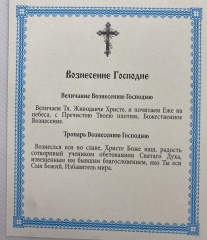 Вознесение Господне
Величание Вознесению Господню
Величаем Тя, Живодавче Христе, и почитаем Еже на
небеса, с Пречистою Твоею плотию, Божественное
Вознесение.
Тропарь Вознесению Господню
Вознеслся еси во славе, Христе Боже наш, радость
сотворивый учеником обетованием Святаго Духа,
извещенным им бывшим благословением, яко Ты еси
Сын Божий, Избавитель мира.